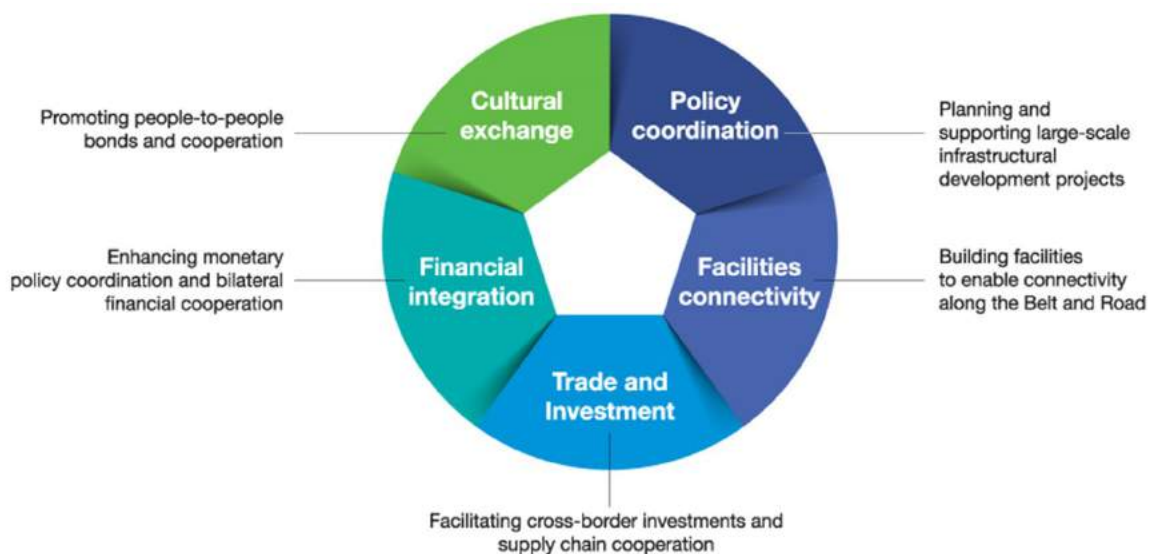 Cultural
exchange
Promoting people-to-people
bonds and cooperation
Policy
coordination
Planning and
supporting large-scale
infrastructural
development projects
Financial
integration
Enhancing monetary
policy coordination and bilateral
financial cooperation
Facilities
connectivity
Building facilities
to enable connectivity
along the Belt and Road
Trade and
Investment
Facilitating cross-border investments and
supply chain cooperation